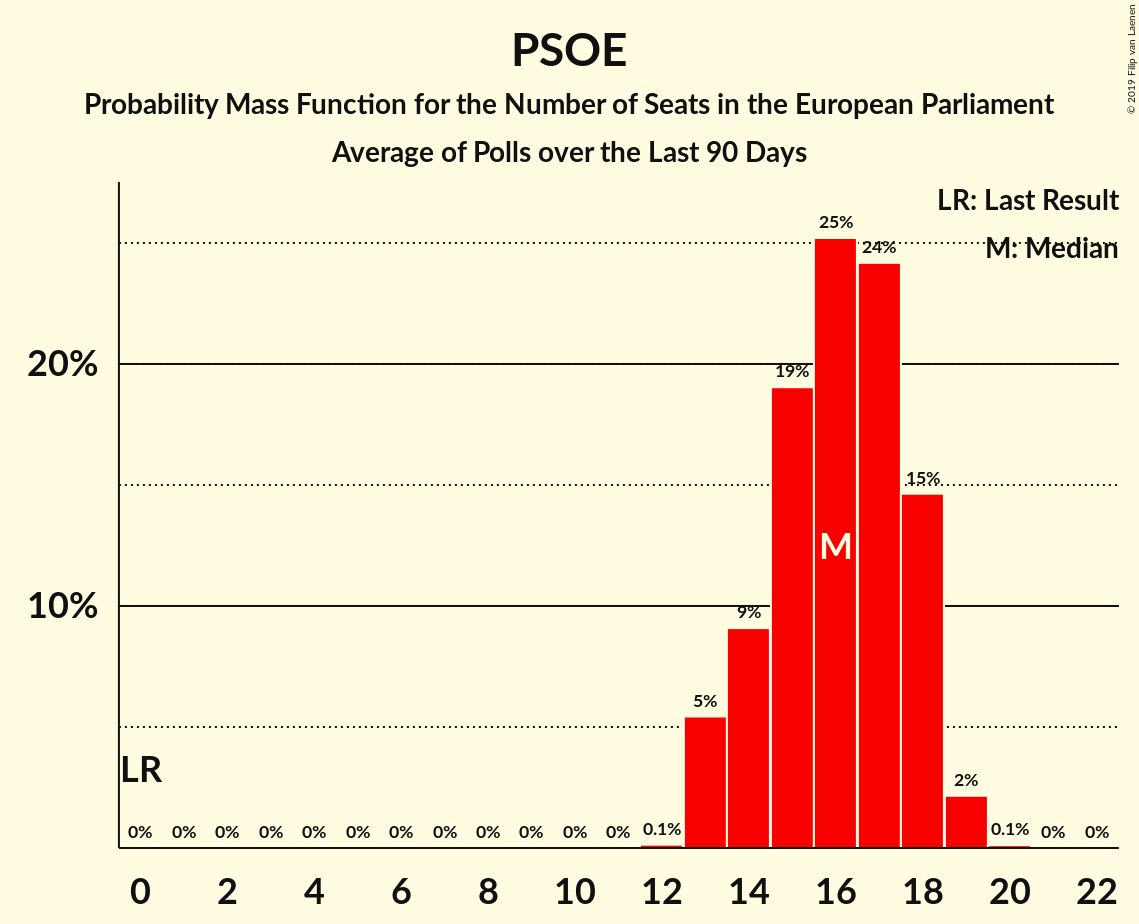 PSOE
Probability Mass Function for the Number of Seats in the European Parliament
Average of Polls over the Last 90 Days
© 2019 Filip van Laenen
LR: Last Result
M: Median
20%
10%
LR
0% 0% 0% 0% 0% 0% 0% 0% 0% 0% 0% 0% 0.1% 5% 9% 19% 25% 24% 15% 2% 0.1% 0% 0%
M
0 2 4 6 8 10 12 14 16 18 20 22